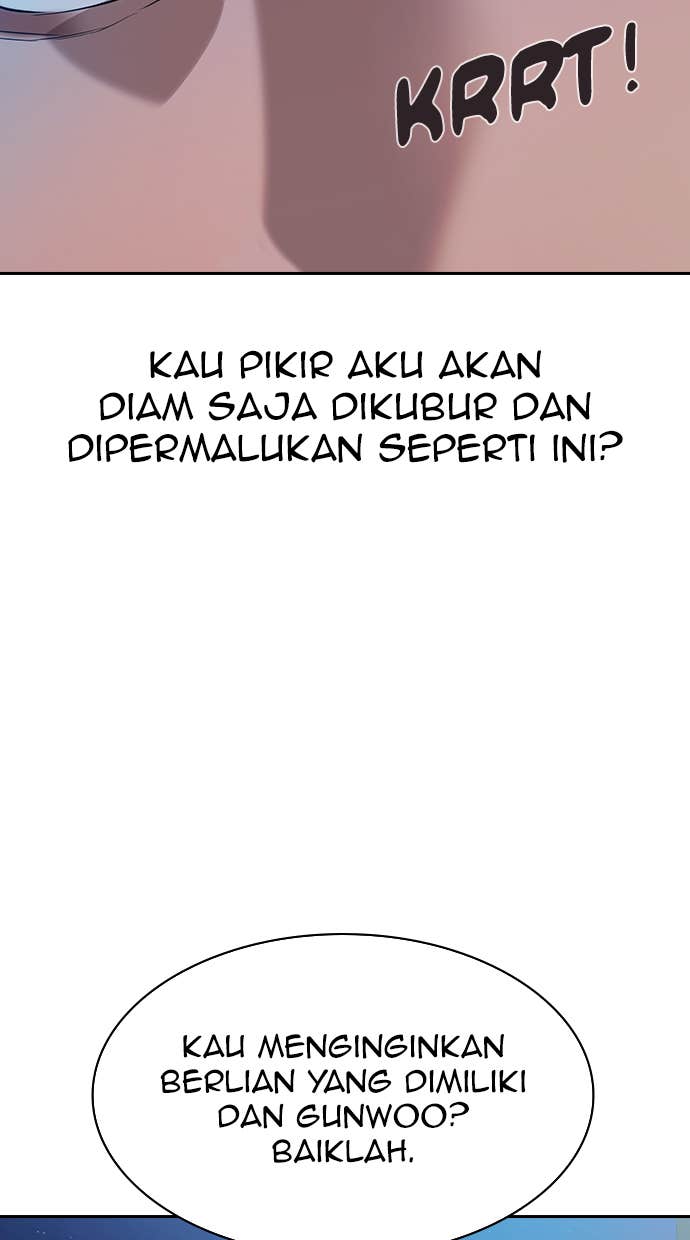 KRRT!
KAU PIKIR AKU AKAN
DIAM SAJA DIKUBUR DAN
DIPERMALUKAN SEPERTI INI?
KAU MENGINGINKAN
BERLIAN YANG DIMILIKI
DAN GUNWOO?
BAIKLAH.